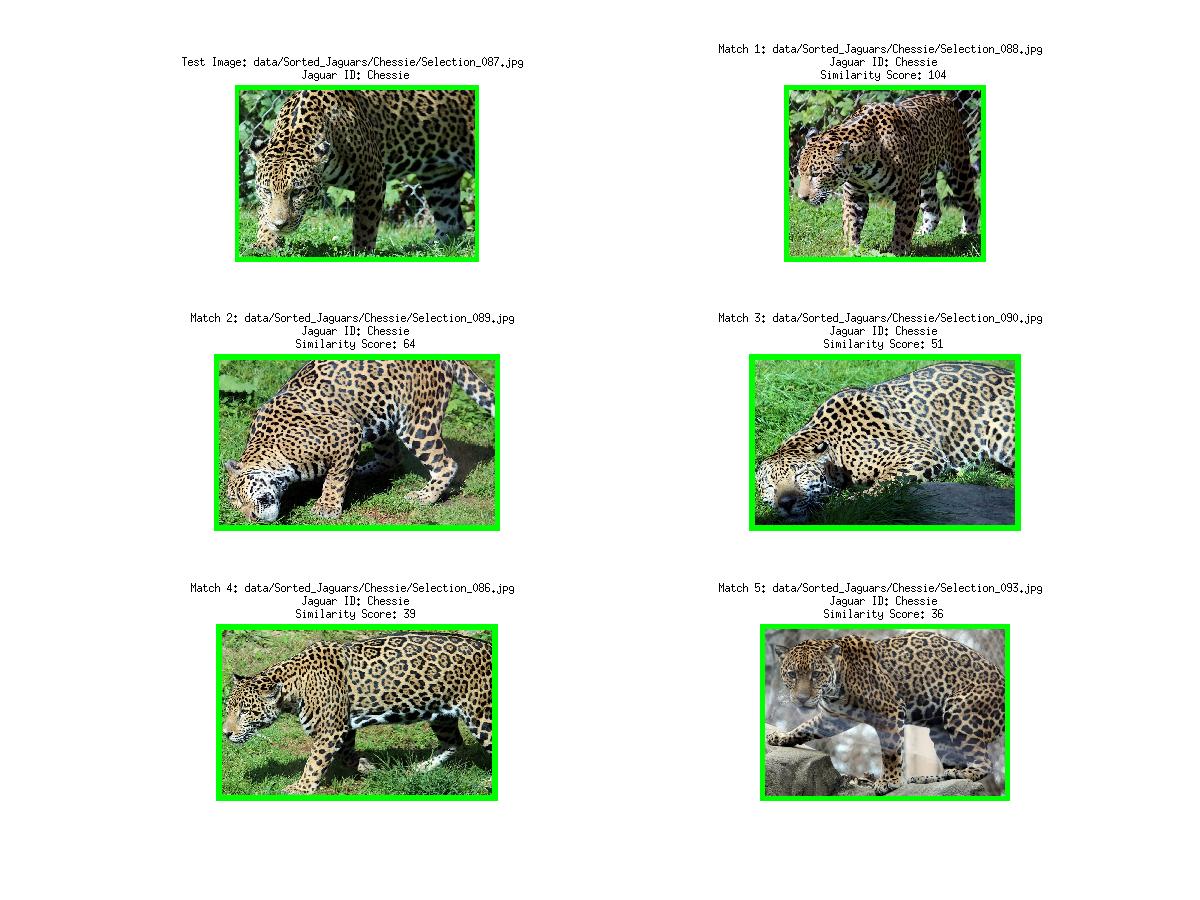 Test Image: data/Sorted_Jaguars/Chessie/Selection_087.jpg
Jaguar ID: Chessie
Match 1: data/Sorted_Jaguars/Chessie/Selection_088.jpg
Jaguar ID: Chessie
Similarity Score: 104
Match 2: data/Sorted_Jaguars/Chessie/Selection_089.jpg
Jaguar ID: Chessie
Similarity Score: 64
Match 3: data/Sorted_Jaguars/Chessie/Selection_090.jpg
Jaguar ID: Chessie
Similarity Score: 51
Match 4: data/Sorted_Jaguars/Chessie/Selection_086.jpg
Jaguar ID: Chessie
Similarity Score: 39
Match 5: data/Sorted_Jaguars/Chessie/Selection_093.jpg
Jaguar ID: Chessie
Similarity Score: 36